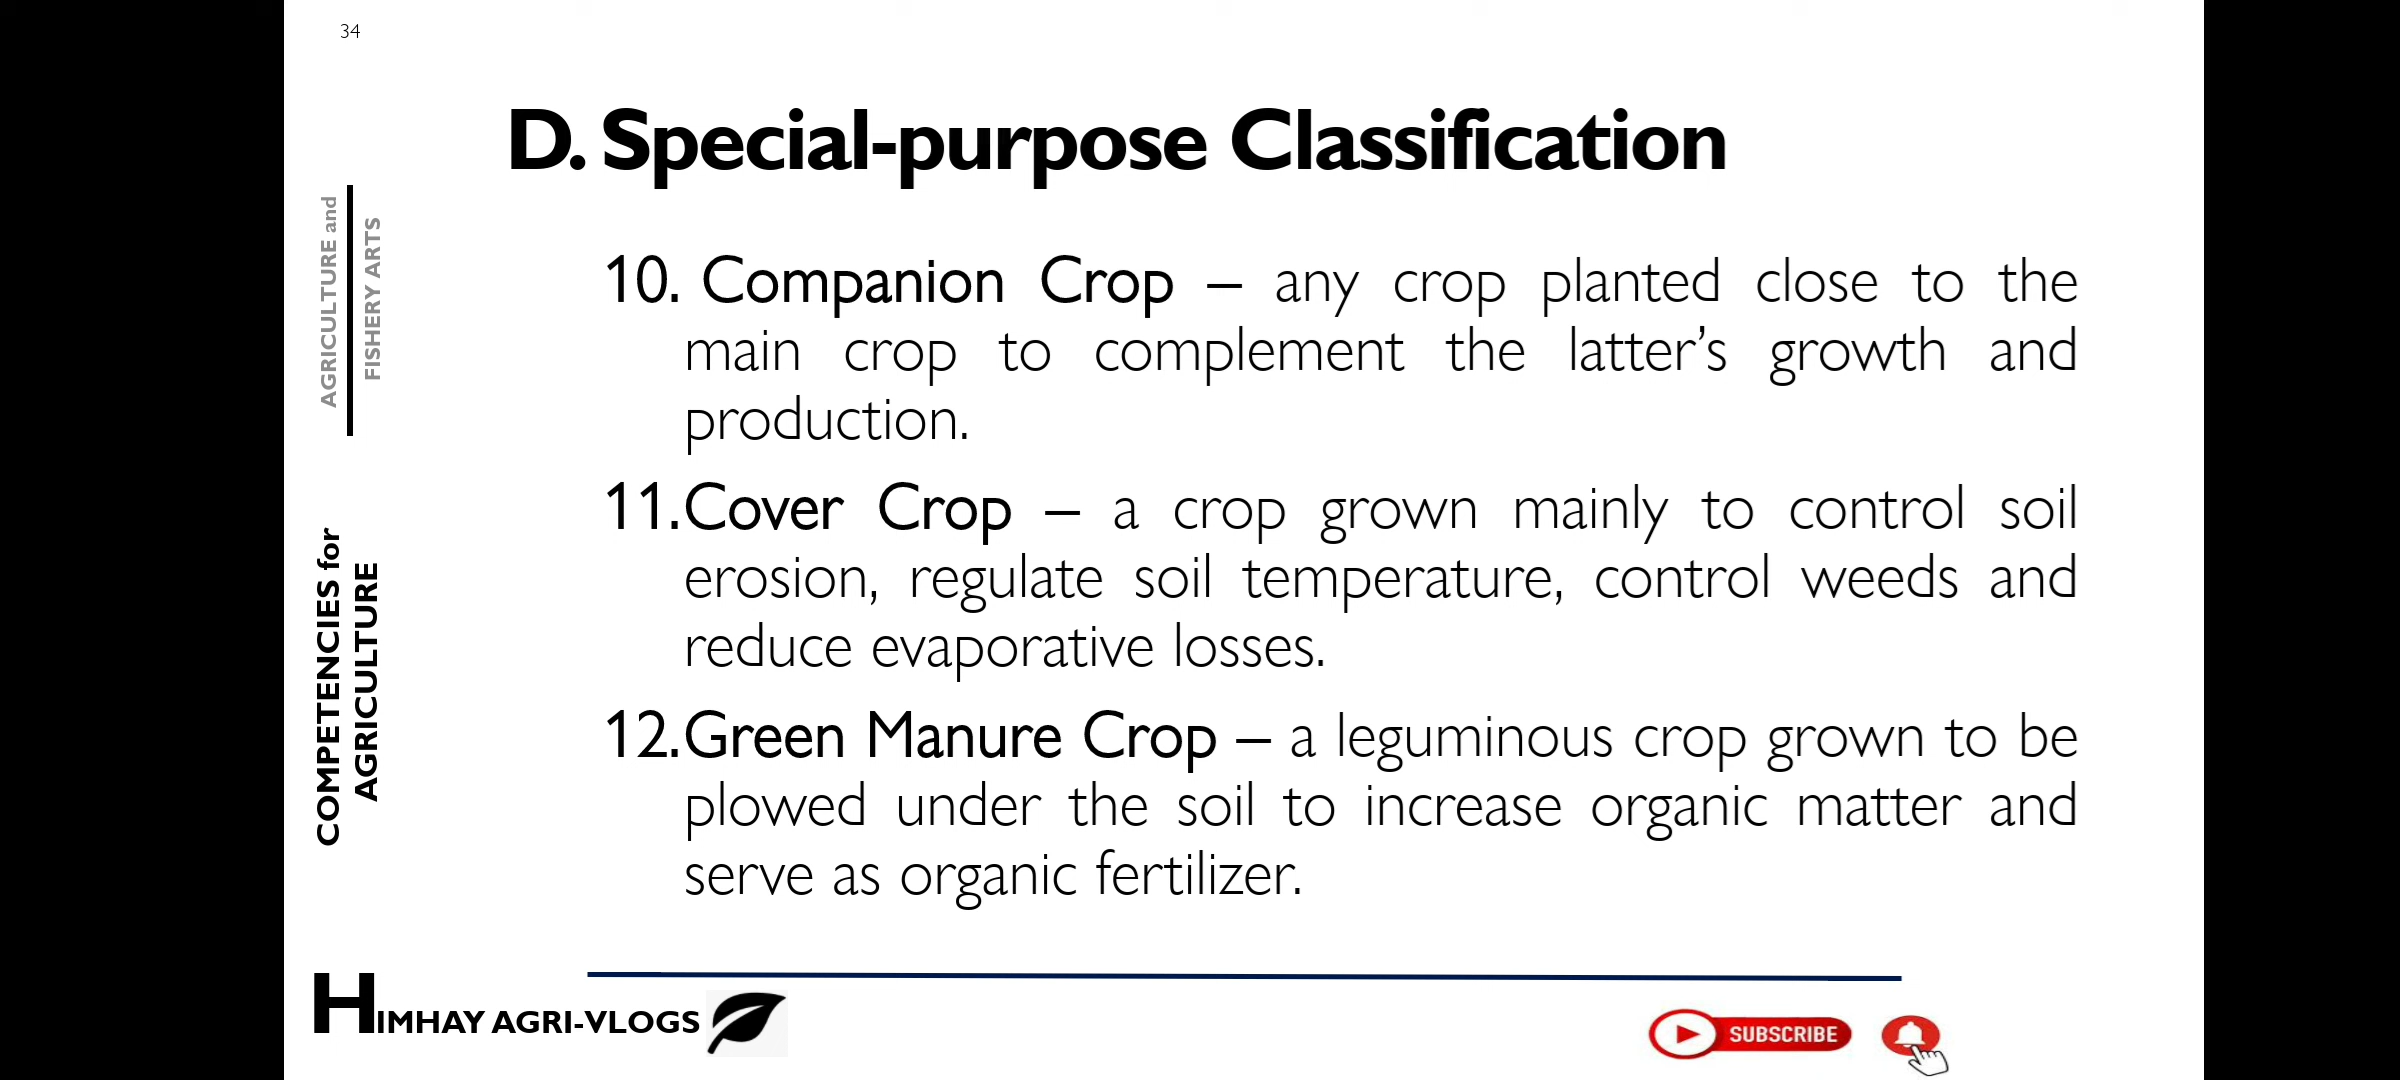 34
D. Special-purpose Classification
AGRICULTURE and
FISHERY ARTS
COMPETENCIES for
AGRICULTURE
10. Companion Crop – any crop planted close to the
main crop to complement the latter’s growth and
production.
11.Cover Crop – a crop grown mainly to control soil
erosion, regulate soil temperature, control weeds and
reduce evaporative losses.
12.Green Manure Crop – a leguminous crop grown to be
plowed under the soil to increase organic matter and
serve as organic fertilizer.
HIMHAY AGRI-VLOGS
SUBSCRIBE